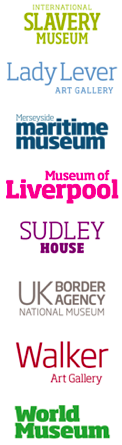 INTERNATIONAL
SLAVERY
MUSEUM
Lady Lever
ART GALLERY
Merseyside
maritime
museum
Museum of
Liverpool
SUDLEY
HOUSE
UK BORDER
AGENCY
NATIONAL MUSEUM
Walker
Art Gallery
World
Museum